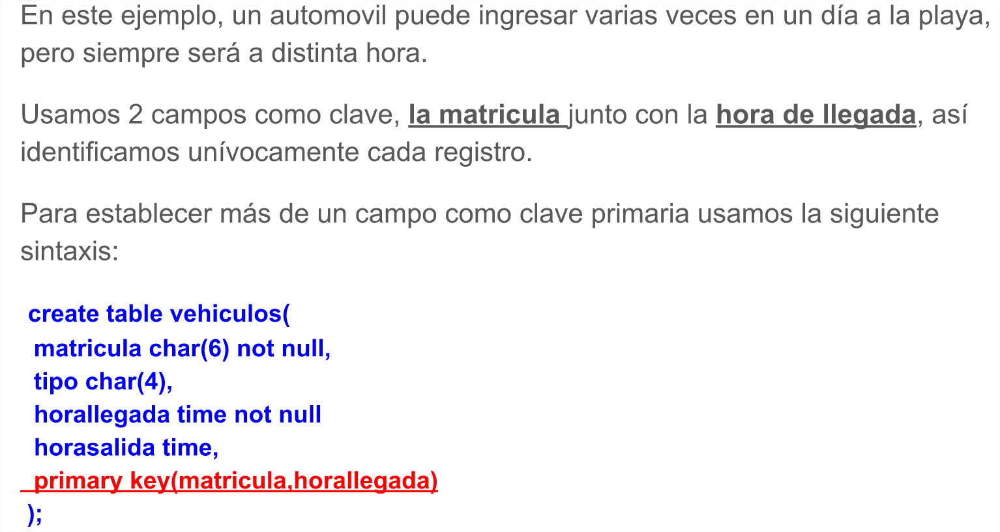 En este ejemplo, un automovil puede ingresar varias veces en un día a la playa,
pero siempre será a distinta hora.
Usamos 2 campos como clave, la matricula junto con la hora de llegada, así
identificamos unívocamente cada registro.
Para establecer más de un campo como clave primaria usamos la siguiente
sintaxis:
create table vehiculos(
matricula char(6) not null,
tipo char(4),
horallegada time not null
horasalida time,
primary key(matricula,horallegada)
);